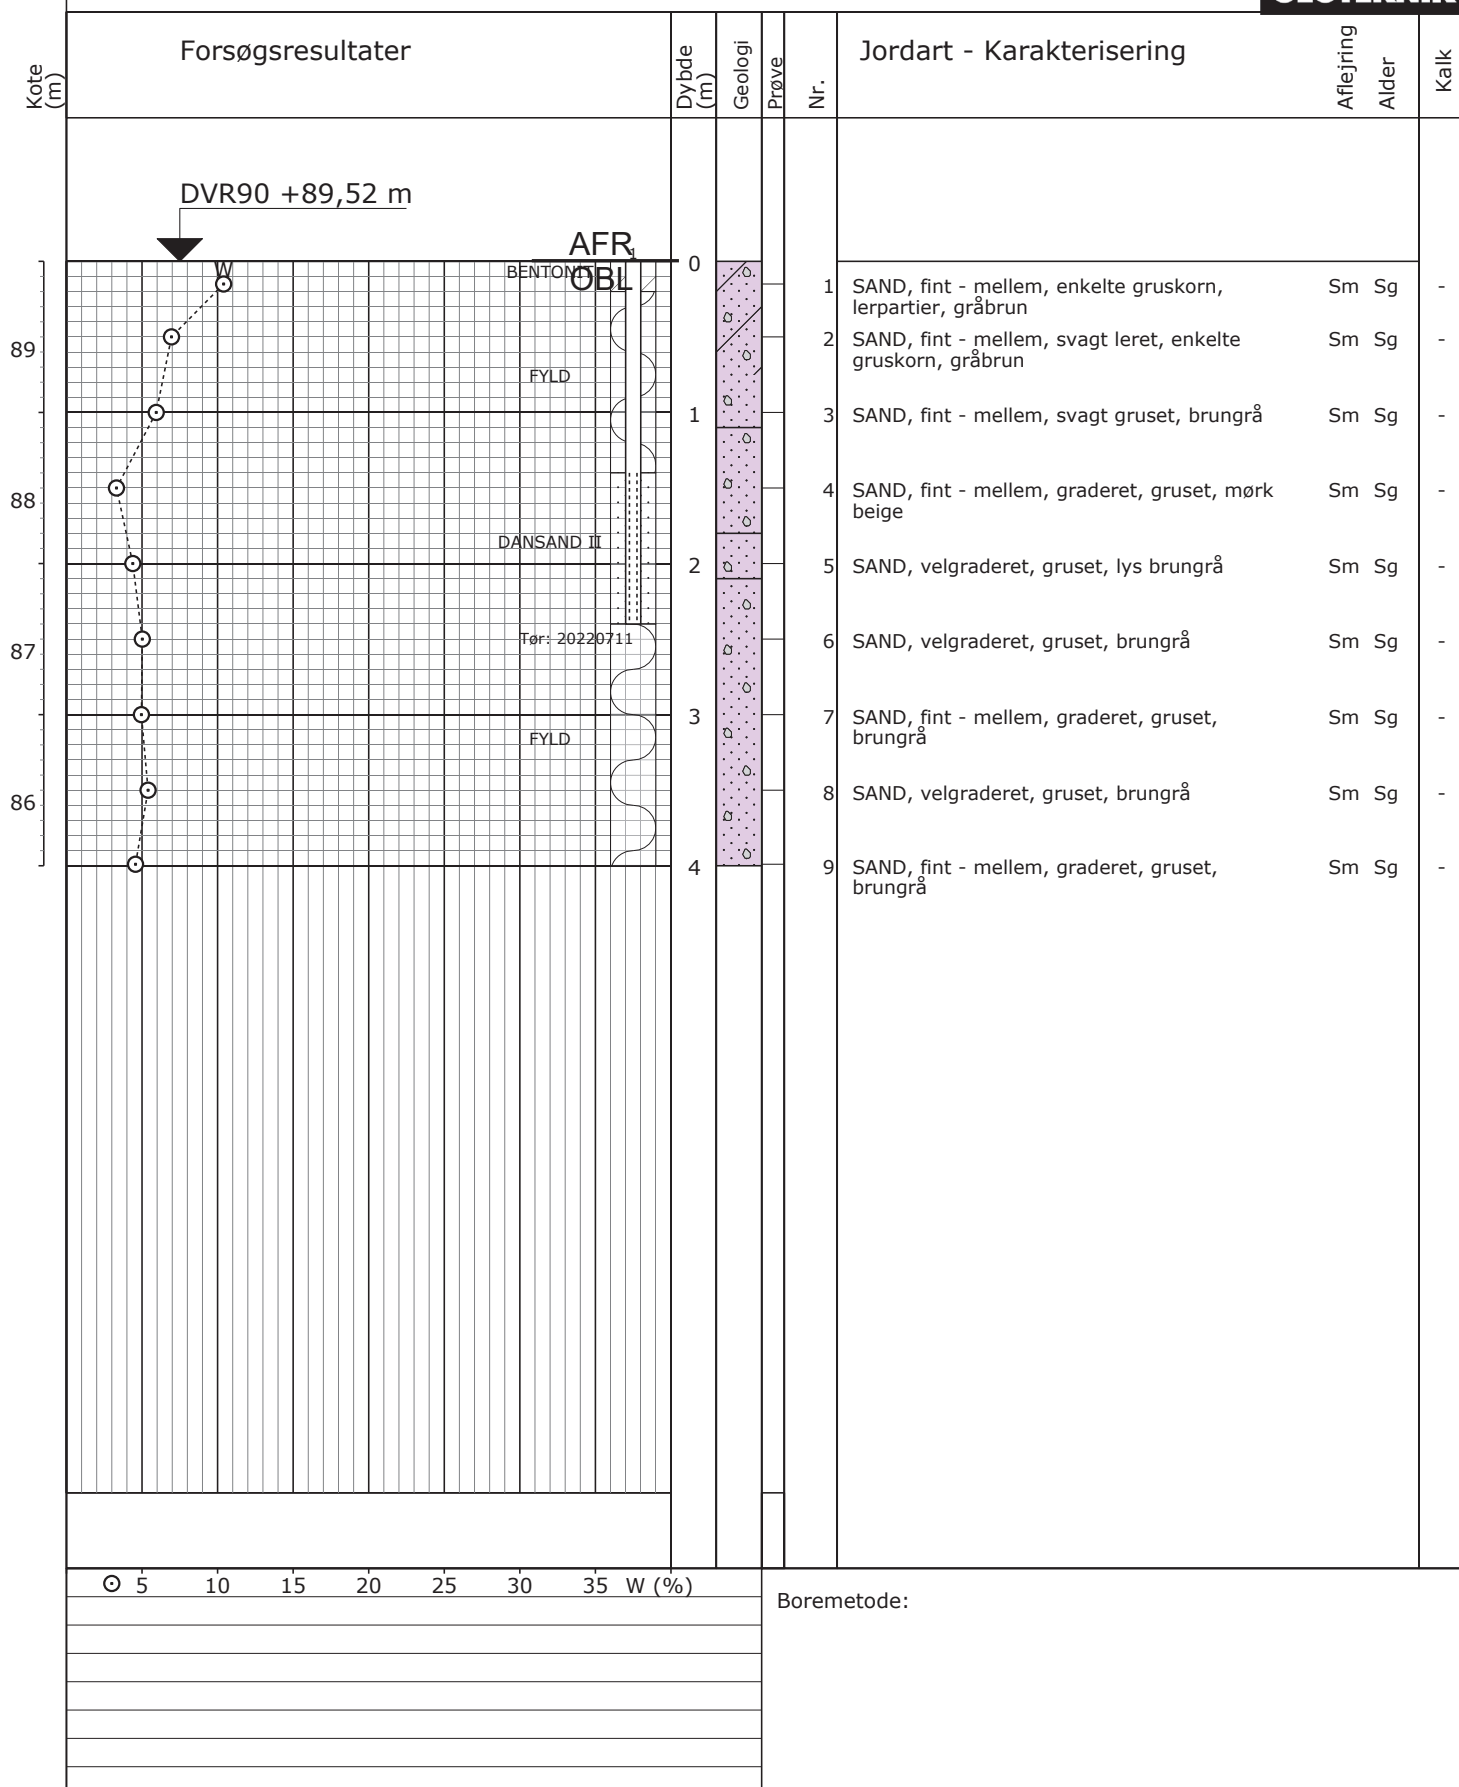 Kote
(m)
Forsøgsresultater
Dybde
(m)
Geologi
Prøve
Nr.
Jordart - Karakterisering
Aflejring
Alder
Kalk
DVR90 +89,52 m
AFR 1
OBL
W
BENTONIT
0
1 SAND, fint - mellem, enkelte gruskorn,
lerpartier, gråbrun
Sm Sg -
89
2 SAND, fint - mellem, svagt leret, enkelte
gruskorn, gråbrun
Sm Sg -
FYLD
1
3 SAND, fint - mellem, svagt gruset, brungrå
Sm Sg -
88
4 SAND, fint - mellem, graderet, gruset, mørk
beige
Sm Sg -
DANSAND II
2
5 SAND, velgraderet, gruset, lys brungrå
Sm Sg -
87
Tør: 20220711
6 SAND, velgraderet, gruset, brungrå
Sm Sg -
3
7 SAND, fint - mellem, graderet, gruset,
brungrå
Sm Sg -
FYLD
86
8 SAND, velgraderet, gruset, brungrå
Sm Sg -
4
9 SAND, fint - mellem, graderet, gruset,
brungrå
Sm Sg -
5 10 15 20 25 30 35 W (%)
Boremetode: